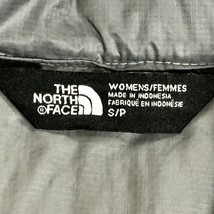 THE
NORTH
FACE
®
WOMENS/FEMMES
MADE IN INDONESIA
FABRIQUÉ EN INDONÉSIE
S/P